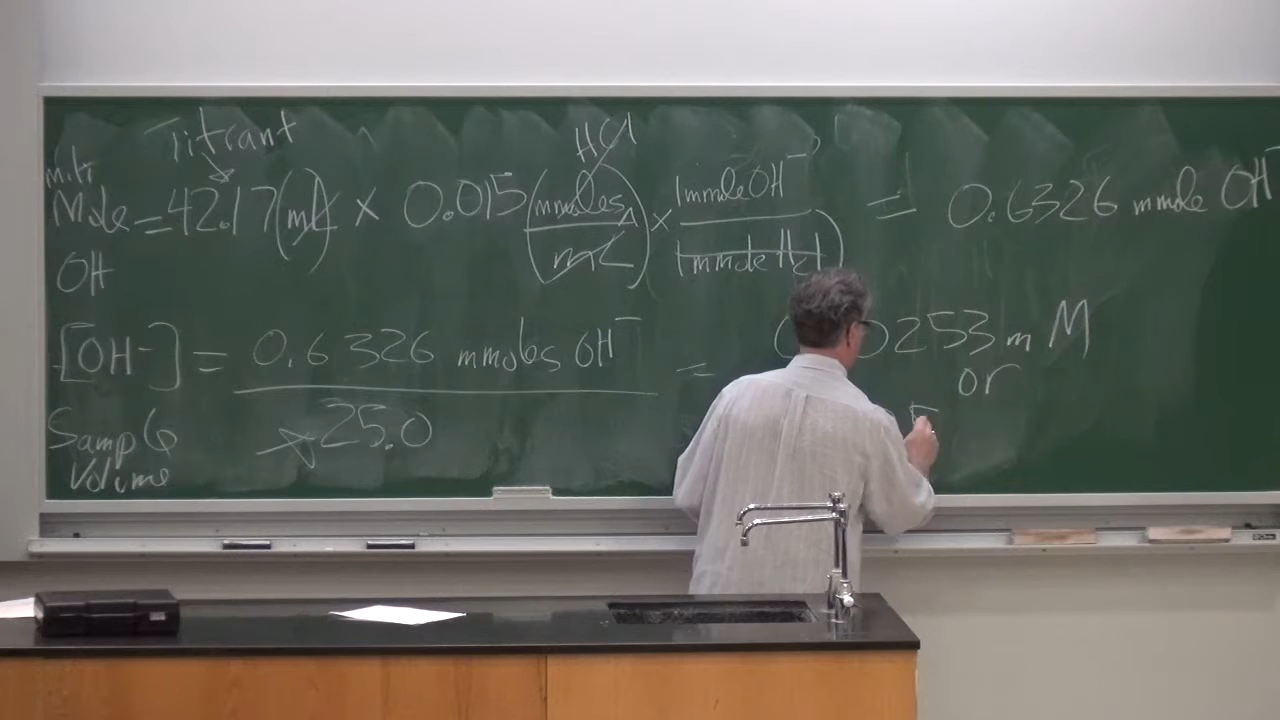 Titrant HCl
milli
Mole = 42.17 (mL) × 0.015 (mmoles / mL) × (1 mmole OH⁻ / 1 mmole HCl) = 0.6326 mmole OH⁻
OH
[OH⁻] = 0.6326 mmoles OH⁻ = 0253 m M
or
Sample 25.0
Volume